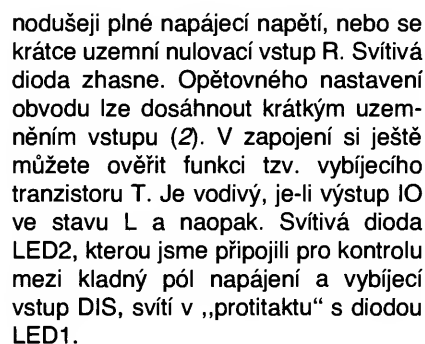 nodušeji plné napájecí napětí, nebo se
krátce uzemní nulovací vstup R. Svítivá
dioda zhasne. Opětovného nastavení
obvodu lze dosáhnout krátkým uzem-
něním vstupu (2). V zapojení si ještě
můžete ověřit funkci tzv. vybíjecího
tranzistoru T. Je vodivý, je-li výstup IO
ve stavu L a naopak. Svítivá dioda
LED2, kterou jsme připojili pro kontrolu
mezi kladný pól napájení a vybíjecí
vstup DIS, svítí v ,,protitaktu“ s diodou
LED1.